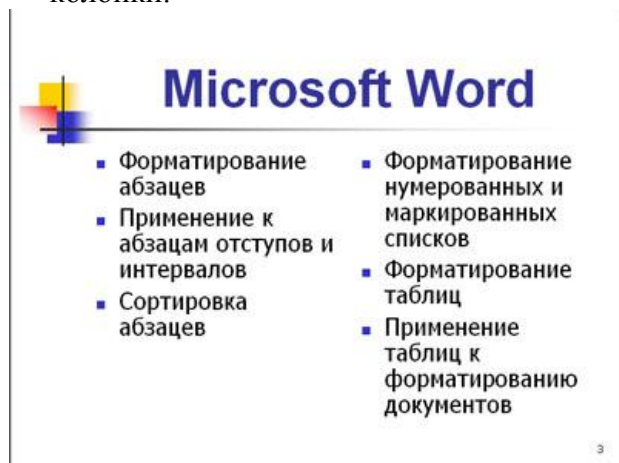 колонки.
Microsoft Word
Форматирование
абзацев
Применение к
абзацам отступов и
интервалов
Сортировка
абзацев
Форматирование
нумерованных и
маркированных
списков
Форматирование
таблиц
Применение
таблиц к
форматированию
документов
3